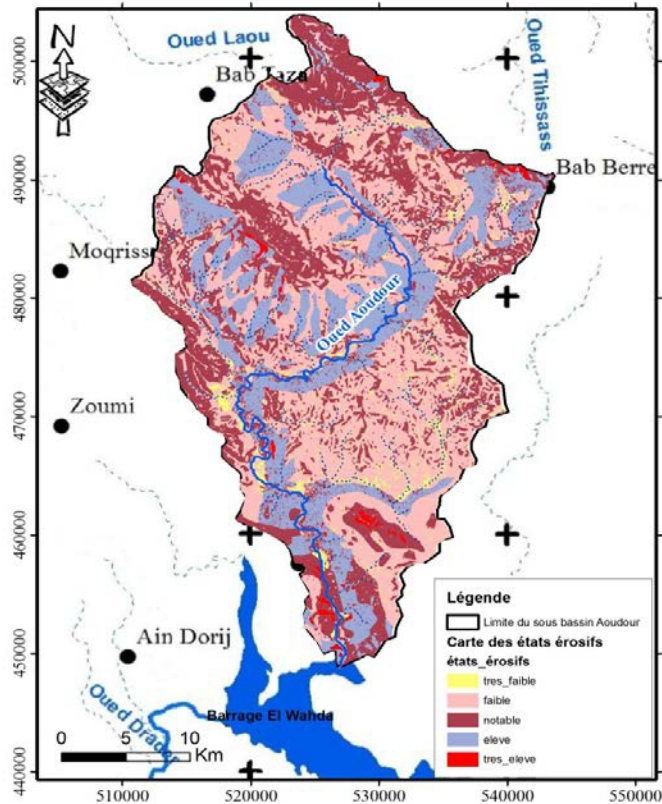 N
Oued Laou
Bab Taza
Oued Tihissass
Bab Berre
Moqriss
Oued Aoudour
Zoumi
Ain Dorij
Oued Drader
Barrage El Wahda
0 5 10
Km
500000
490000
480000
470000
460000
450000
440000
510000 520000 530000 540000 550000
Légende
Limite du sous bassin Aoudour
Carte des états érosifs
états_érosifs
tres_faible
faible
notable
eleve
tres_eleve